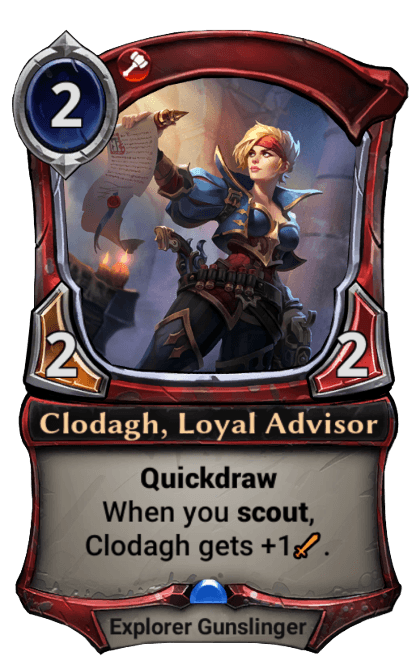 2
2
2
Clodagh, Loyal Advisor
Quickdraw
When you scout,
Clodagh gets +1 .
Explorer Gunslinger